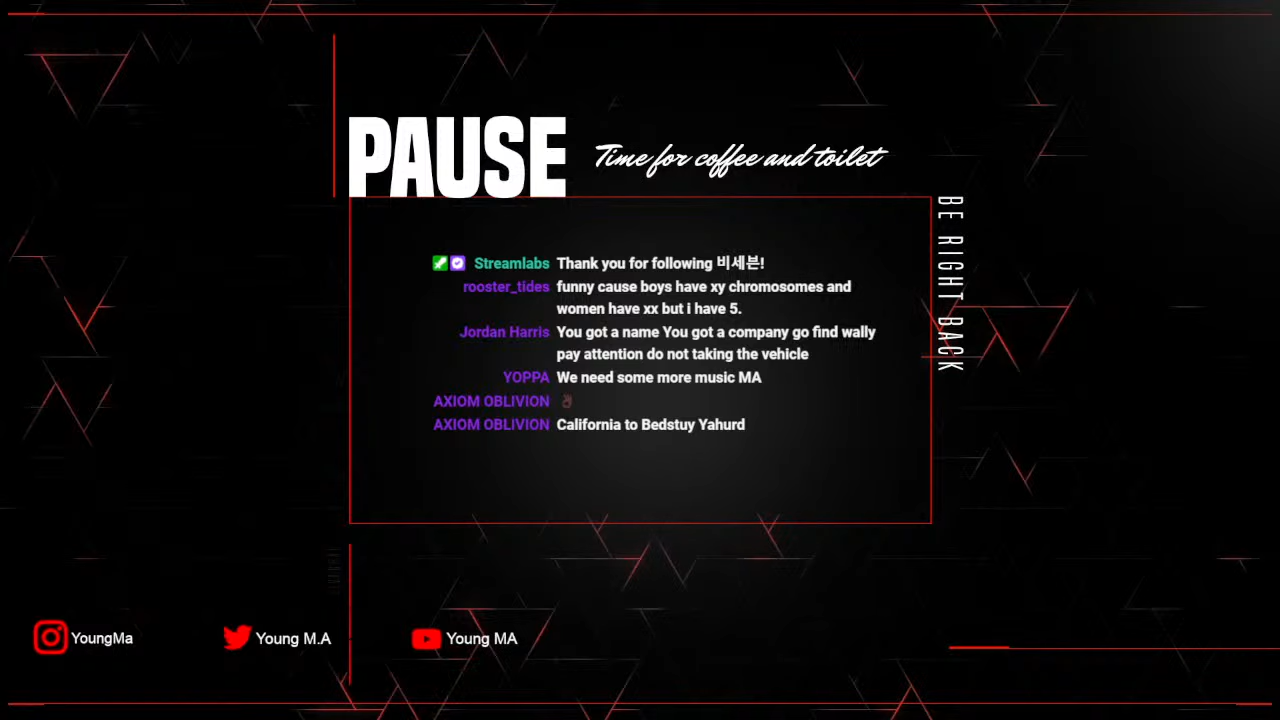 PAUSE Time for coffee and toilet
BE RIGHT BACK
Streamlabs Thank you for following 비세븐!
rooster_tides funny cause boys have xy chromosomes and
women have xx but i have 5.
Jordan Harris You got a name You got a company go find wally
pay attention do not taking the vehicle
YOPPA We need some more music MA
AXIOM OBLIVION ✌🏿
AXIOM OBLIVION California to Bedstuy Yahurd
YoungMa Young M.A Young MA